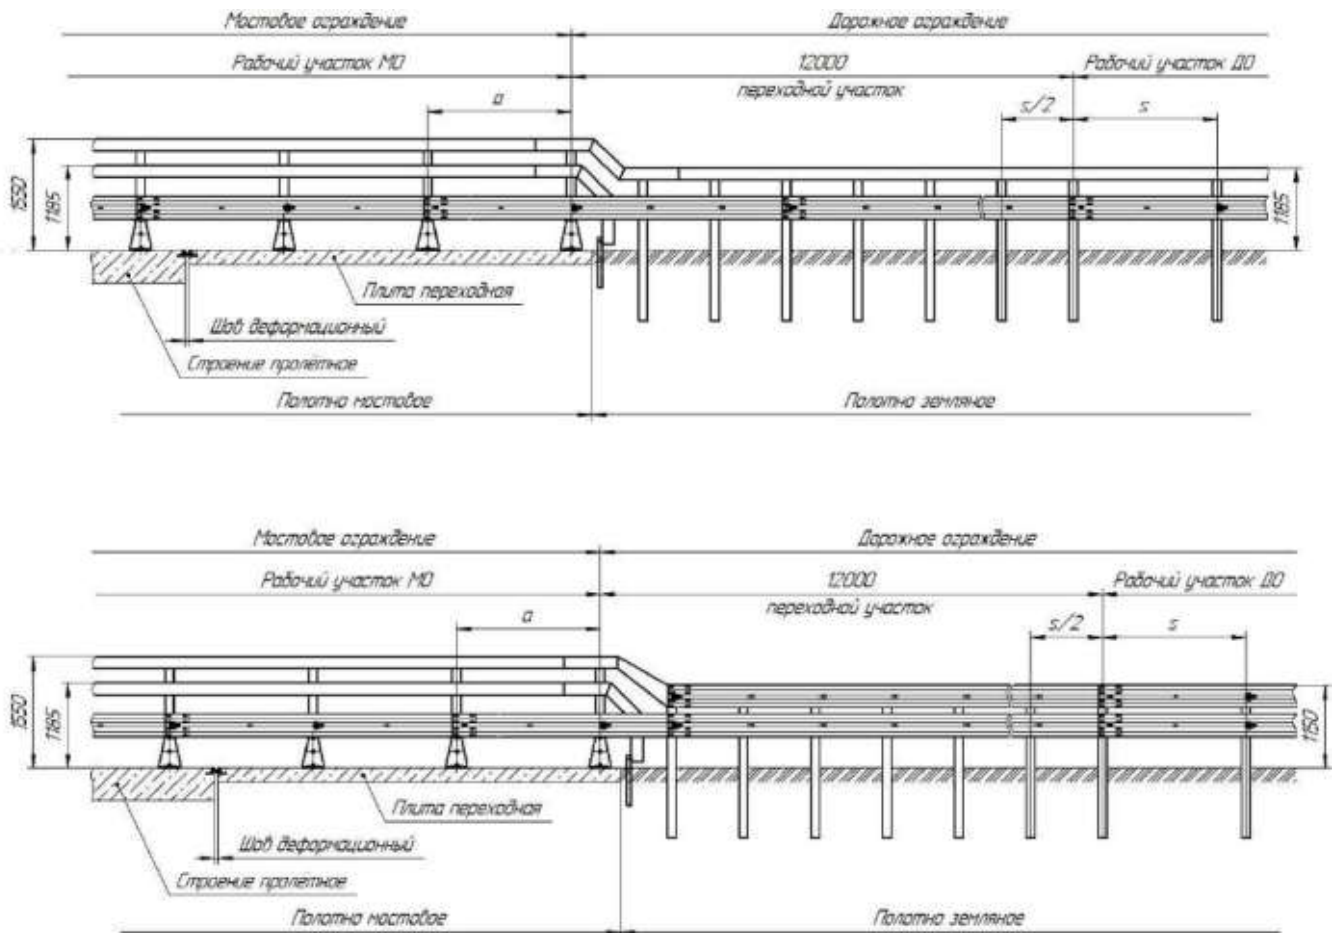 Мостовое ограждение
Дорожное ограждение
Рабочий участок МО
12000
Рабочий участок ДО
переходной участок
a
s/2
s
1550
1185
1185
Плита переходная
Шов деформационный
Строение пролётное
Полотно мостовое
Полотно земляное
Мостовое ограждение
Дорожное ограждение
Рабочий участок МО
12000
Рабочий участок ДО
переходной участок
a
s/2
s
1550
1185
1150
Плита переходная
Шов деформационный
Строение пролётное
Полотно мостовое
Полотно земляное